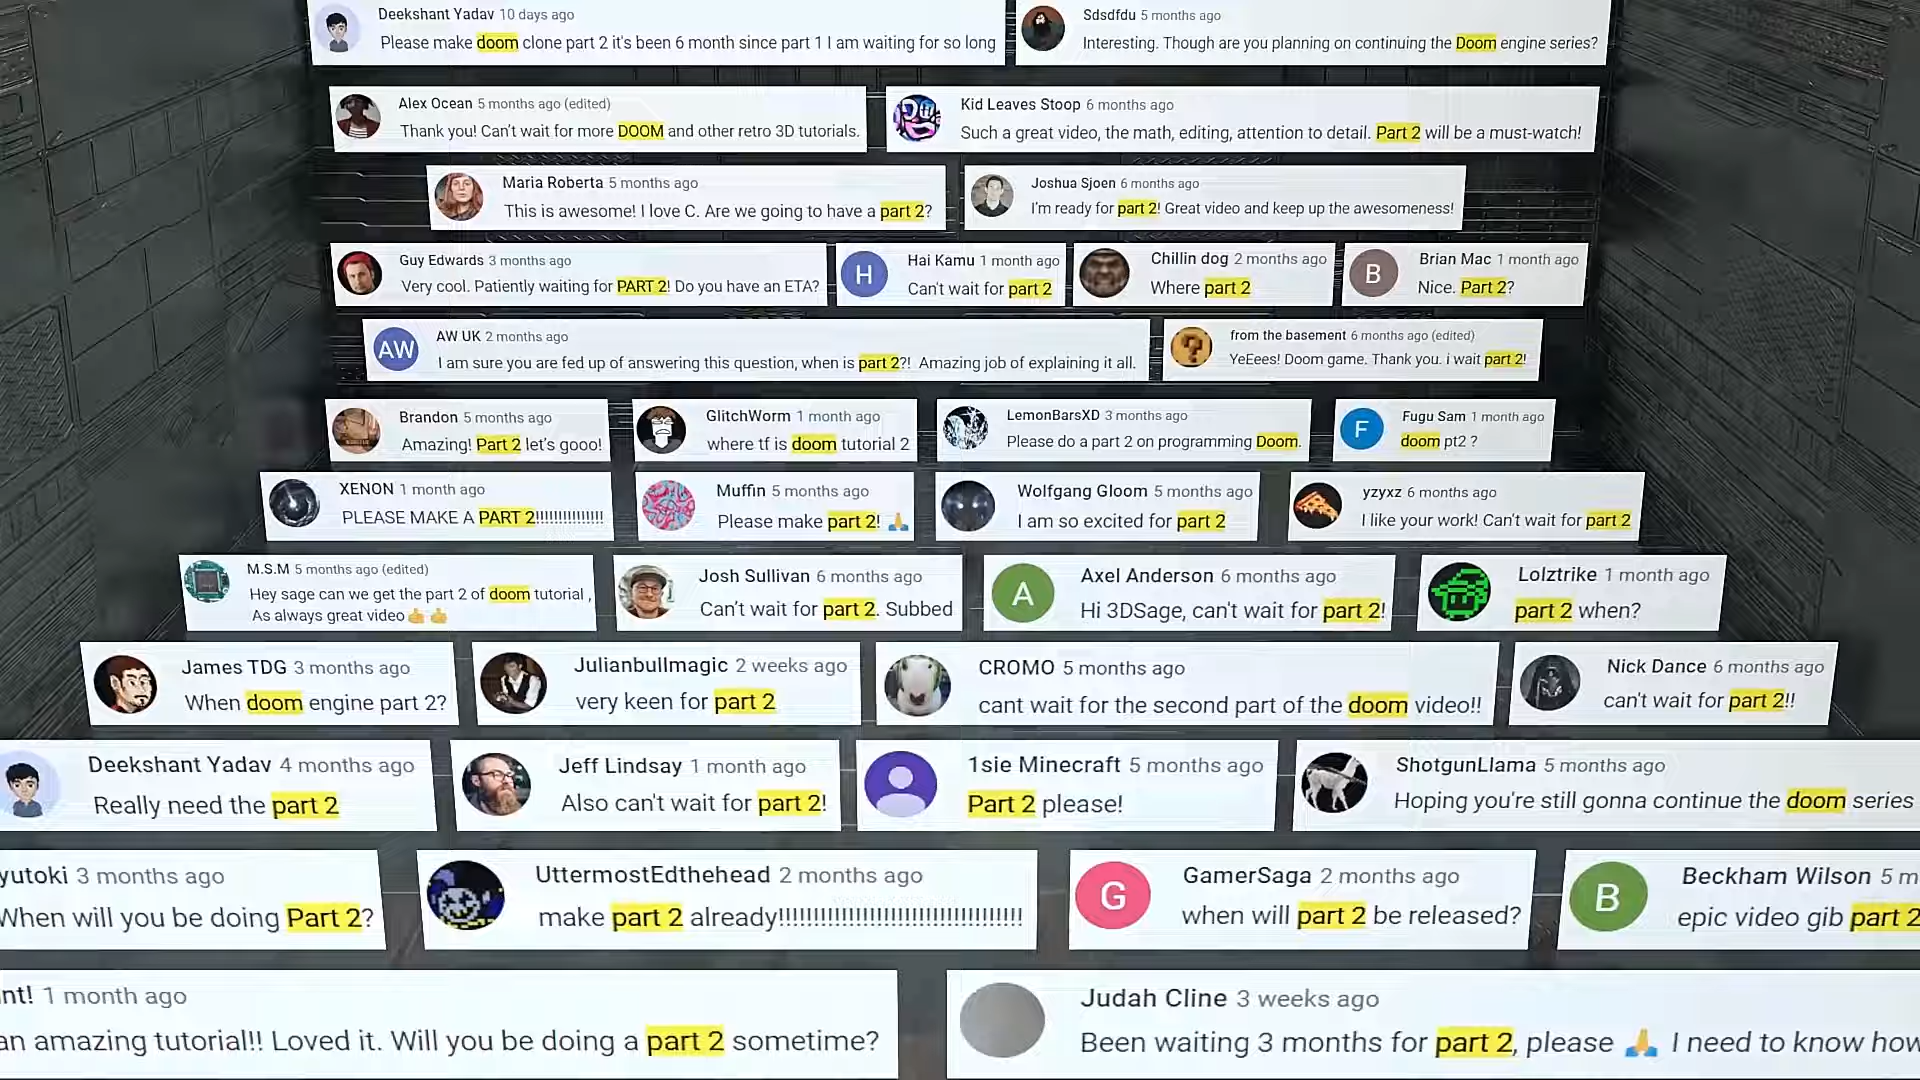 Deekshant Yadav 10 days ago
Please make doom clone part 2 it's been 6 month since part 1 I am waiting for so long
Sdsdfdu 5 months ago
Interesting. Though are you planning on continuing the Doom engine series?
Alex Ocean 5 months ago (edited)
Thank you! Can't wait for more DOOM and other retro 3D tutorials.
Kid Leaves Stoop 6 months ago
Such a great video, the math, editing, attention to detail. Part 2 will be a must-watch!
Maria Roberta 5 months ago
This is awesome! I love C. Are we going to have a part 2?
Joshua Sjoen 6 months ago
I'm ready for part 2! Great video and keep up the awesomeness!
Guy Edwards 3 months ago
Very cool. Patiently waiting for PART 2! Do you have an ETA?
H
Hai Kamu 1 month ago
Can't wait for part 2
Chillin dog 2 months ago
Where part 2
B
Brian Mac 1 month ago
Nice. Part 2?
AW
AW UK 2 months ago
I am sure you are fed up of answering this question, when is part 2?! Amazing job of explaining it all.
?
from the basement 6 months ago (edited)
YeEees! Doom game. Thank you. i wait part 2!
Brandon 5 months ago
Amazing! Part 2 let's gooo!
GlitchWorm 1 month ago
where tf is doom tutorial 2
LemonBarsXD 3 months ago
Please do a part 2 on programming Doom.
F
Fugu Sam 1 month ago
doom pt2 ?
XENON 1 month ago
PLEASE MAKE A PART 2!!!!!!!!!!!!!!!
Muffin 5 months ago
Please make part 2! 🙏
Wolfgang Gloom 5 months ago
I am so excited for part 2
yzyxz 6 months ago
I like your work! Can't wait for part 2
M.S.M 5 months ago (edited)
Hey sage can we get the part 2 of doom tutorial ,
As always great video👍👍
Josh Sullivan 6 months ago
Can't wait for part 2. Subbed
A
Axel Anderson 6 months ago
Hi 3DSage, can't wait for part 2!
Lolztrike 1 month ago
part 2 when?
James TDG 3 months ago
When doom engine part 2?
Julianbullmagic 2 weeks ago
very keen for part 2
CROMO 5 months ago
cant wait for the second part of the doom video!!
Nick Dance 6 months ago
can't wait for part 2!!
Deekshant Yadav 4 months ago
Really need the part 2
Jeff Lindsay 1 month ago
Also can't wait for part 2!
1sie Minecraft 5 months ago
Part 2 please!
ShotgunLlama 5 months ago
Hoping you're still gonna continue the doom series
yutoki 3 months ago
When will you be doing Part 2?
UttermostEdthehead 2 months ago
make part 2 already!!!!!!!!!!!!!!!!!!!!!!!!!!!!!!!!!!
G
GamerSaga 2 months ago
when will part 2 be released?
B
Beckham Wilson 5 m
epic video gib part 2
nt! 1 month ago
an amazing tutorial!! Loved it. Will you be doing a part 2 sometime?
Judah Cline 3 weeks ago
Been waiting 3 months for part 2, please 🙏 I need to know how